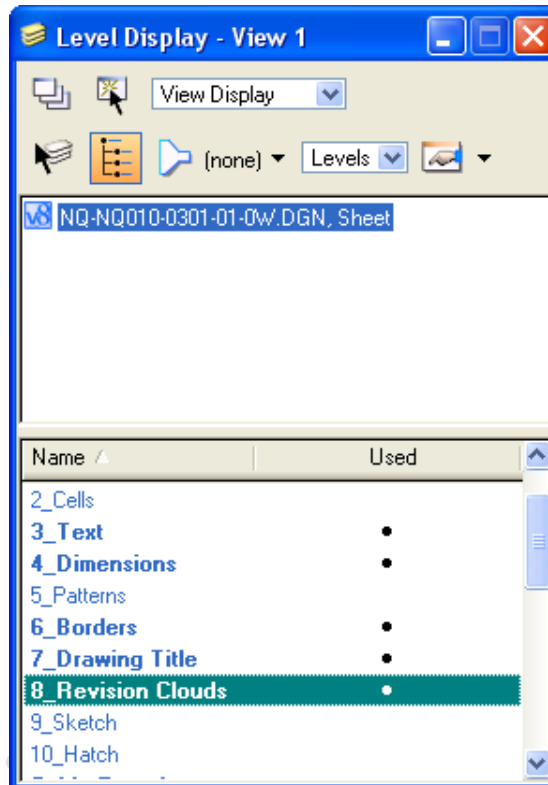 Level Display - View 1
View Display
(none) Levels
v8 NQ-NQ010-0301-01-0W.DGN, Sheet
Name Used
2_Cells
3_Text
4_Dimensions
5_Patterns
6_Borders
7_Drawing Title
8_Revision Clouds
9_Sketch
10_Hatch